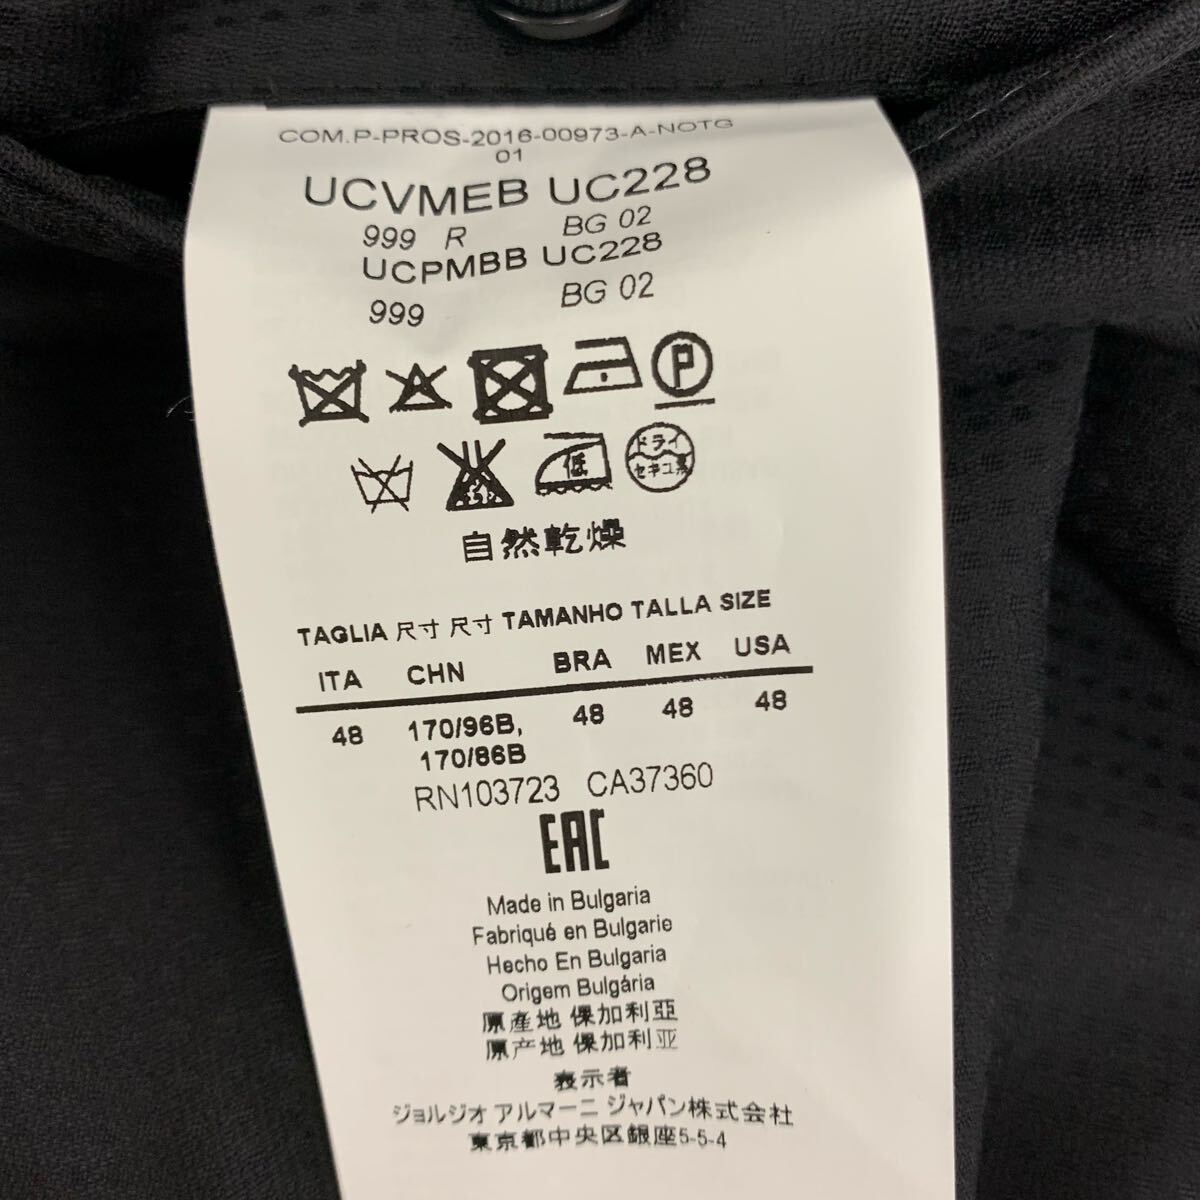 COM.P-PROS-2016-00973-A-NOTG
01
UCVMEB UC228
999 R BG 02
UCPMBB UC228
999 BG 02
P
低 ドライ セキユ系
自然乾燥
TAGLIA 尺寸 尺寸 TAMANHO TALLA SIZE
ITA CHN BRA MEX USA
48 170/96B, 48 48 48
170/86B
RN103723 CA37360
EAC
Made in Bulgaria
Fabriqué en Bulgarie
Hecho En Bulgaria
Origem Bulgária
原產地 保加利亞
原产地 保加利亚
表示者
ジョルジオ アルマーニ ジャパン株式会社
東京都中央区銀座5-5-4